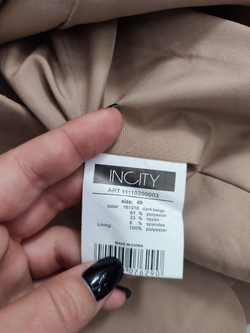 INCITY
ART 11110700003
size: 40
color: 161318 dark beige
61 % polyester
33 % rayon
6 % spandex
Lining: 100% polyester
MADE IN CHINA